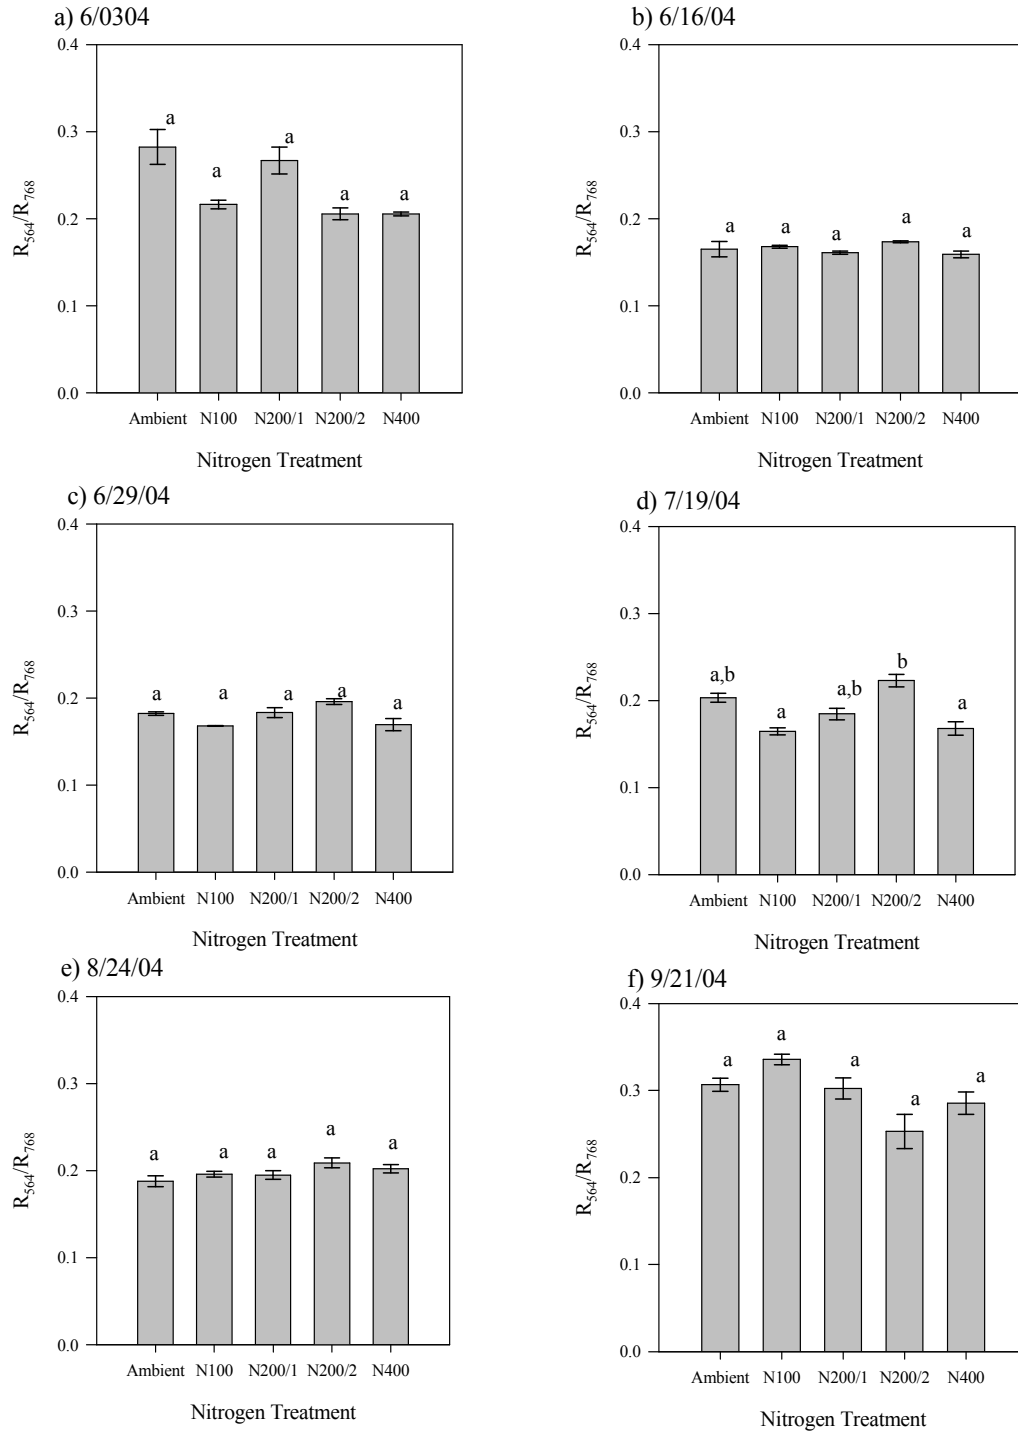 a) 6/0304
0.4
0.3
0.2
0.1
0.0
R564/R768
a
a
a
a
a
Ambient N100 N200/1 N200/2 N400
Nitrogen Treatment
b) 6/16/04
0.4
0.3
0.2
0.1
0.0
R564/R768
a
a
a
a
a
Ambient N100 N200/1 N200/2 N400
Nitrogen Treatment
c) 6/29/04
0.4
0.3
0.2
0.1
0.0
R564/R768
a
a
a
a
a
Ambient N100 N200/1 N200/2 N400
Nitrogen Treatment
d) 7/19/04
0.4
0.3
0.2
0.1
0.0
R564/R768
a,b
a
a,b
b
a
Ambient N100 N200/1 N200/2 N400
Nitrogen Treatment
e) 8/24/04
0.4
0.3
0.2
0.1
0.0
R564/R768
a
a
a
a
a
Ambient N100 N200/1 N200/2 N400
Nitrogen Treatment
f) 9/21/04
0.4
0.3
0.2
0.1
0.0
R564/R768
a
a
a
a
a
Ambient N100 N200/1 N200/2 N400
Nitrogen Treatment